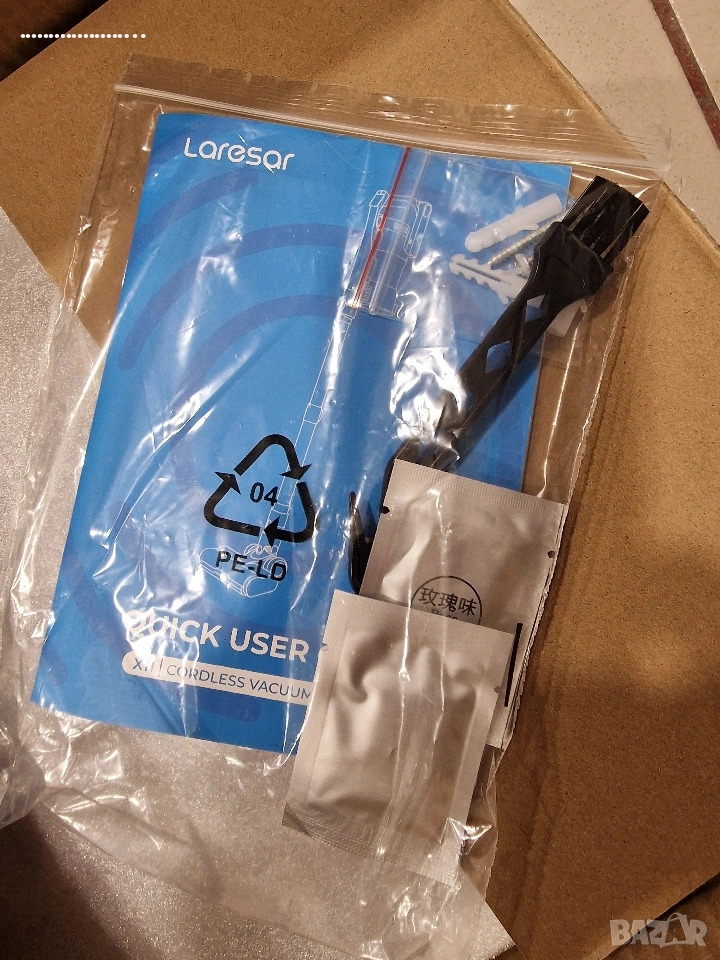 Laresar
04
PE-LD
QUICK USER
CORDLESS VACUUM
玫瑰味
BAZAR